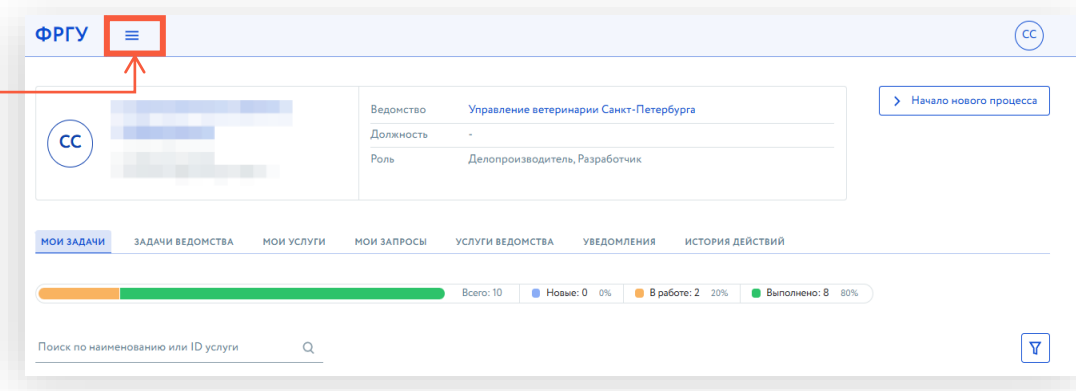 ФРГУ
СС
Начало нового процесса
СС
Ведомство Управление ветеринарии Санкт-Петербурга
Должность -
Роль Делопроизводитель, Разработчик
МОИ ЗАДАЧИ ЗАДАЧИ ВЕДОМСТВА МОИ УСЛУГИ МОИ ЗАПРОСЫ УСЛУГИ ВЕДОМСТВА УВЕДОМЛЕНИЯ ИСТОРИЯ ДЕЙСТВИЙ
Всего: 10 Новые: 0 0% В работе: 2 20% Выполнено: 8 80%
Поиск по наименованию или ID услуги